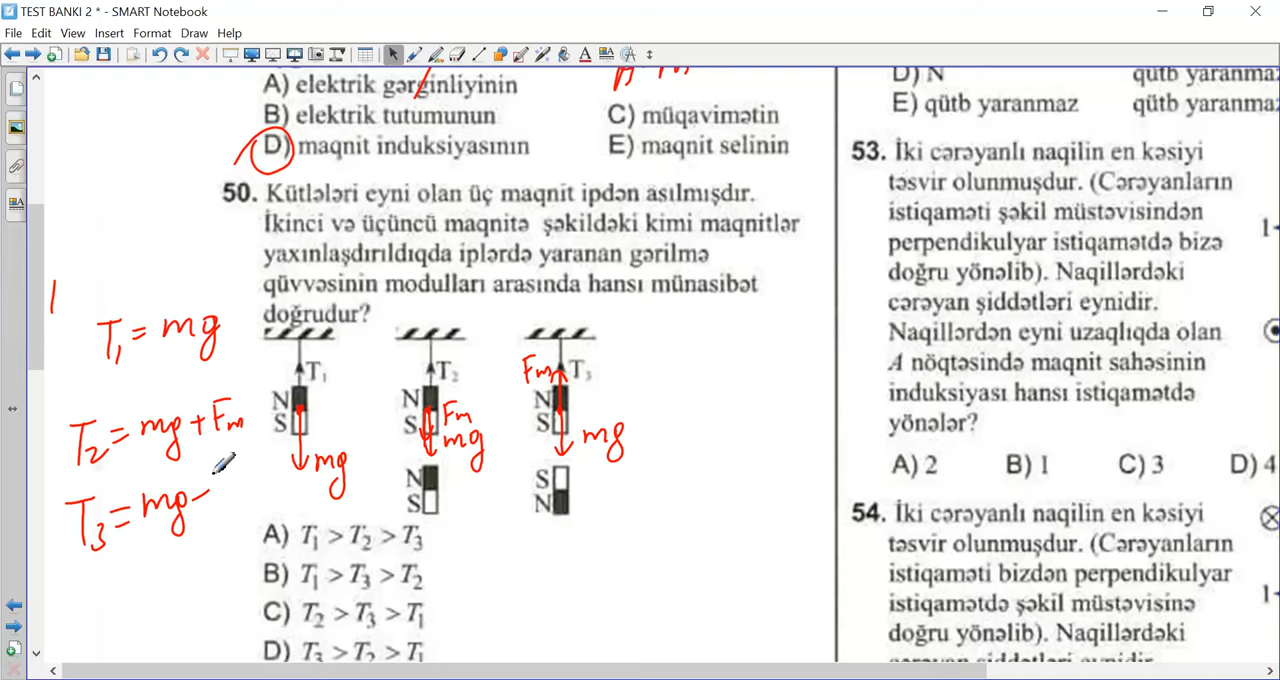 TEST BANKI 2 * - SMART Notebook
File Edit View Insert Format Draw Help
A) elektrik gərginliyinin
B) elektrik tutumunun C) müqavimətin
D) maqnit induksiyasının E) maqnit selinin
50. Kütlələri eyni olan üç maqnit ipdən asılmışdır.
İkinci və üçüncü maqnitə şəkildəki kimi maqnitlər
yaxınlaşdırıldıqda iplərdə yaranan gərilmə
qüvvəsinin modulları arasında hansı münasibət
doğrudur?
T₁ = mg
T₂ = mg + Fm
T₃ = mg -
T₁ T₂ Fm T₃
N N N
S S Fm S
mg mg mg
N S
S N
A) T₁ > T₂ > T₃
B) T₁ > T₃ > T₂
C) T₂ > T₃ > T₁
D) T₃ > T₂ > T₁
D) N qütb yaranmaz
E) qütb yaranmaz qütb yaranmaz
53. İki cərəyanlı naqilin en kəsiyi
təsvir olunmuşdur. (Cərəyanların
istiqaməti şəkil müstəvisindən
perpendikulyar istiqamətdə bizə
doğru yönəlib). Naqillərdəki
cərəyan şiddətləri eynidir.
Naqillərdən eyni uzaqlıqda olan
A nöqtəsində maqnit sahəsinin
induksiyası hansı istiqamətdə
yönələr?
A) 2 B) 1 C) 3 D) 4
54. İki cərəyanlı naqilin en kəsiyi
təsvir olunmuşdur. (Cərəyanların
istiqaməti bizdən perpendikulyar
istiqamətdə şəkil müstəvisinə
doğru yönəlib). Naqillərdəki